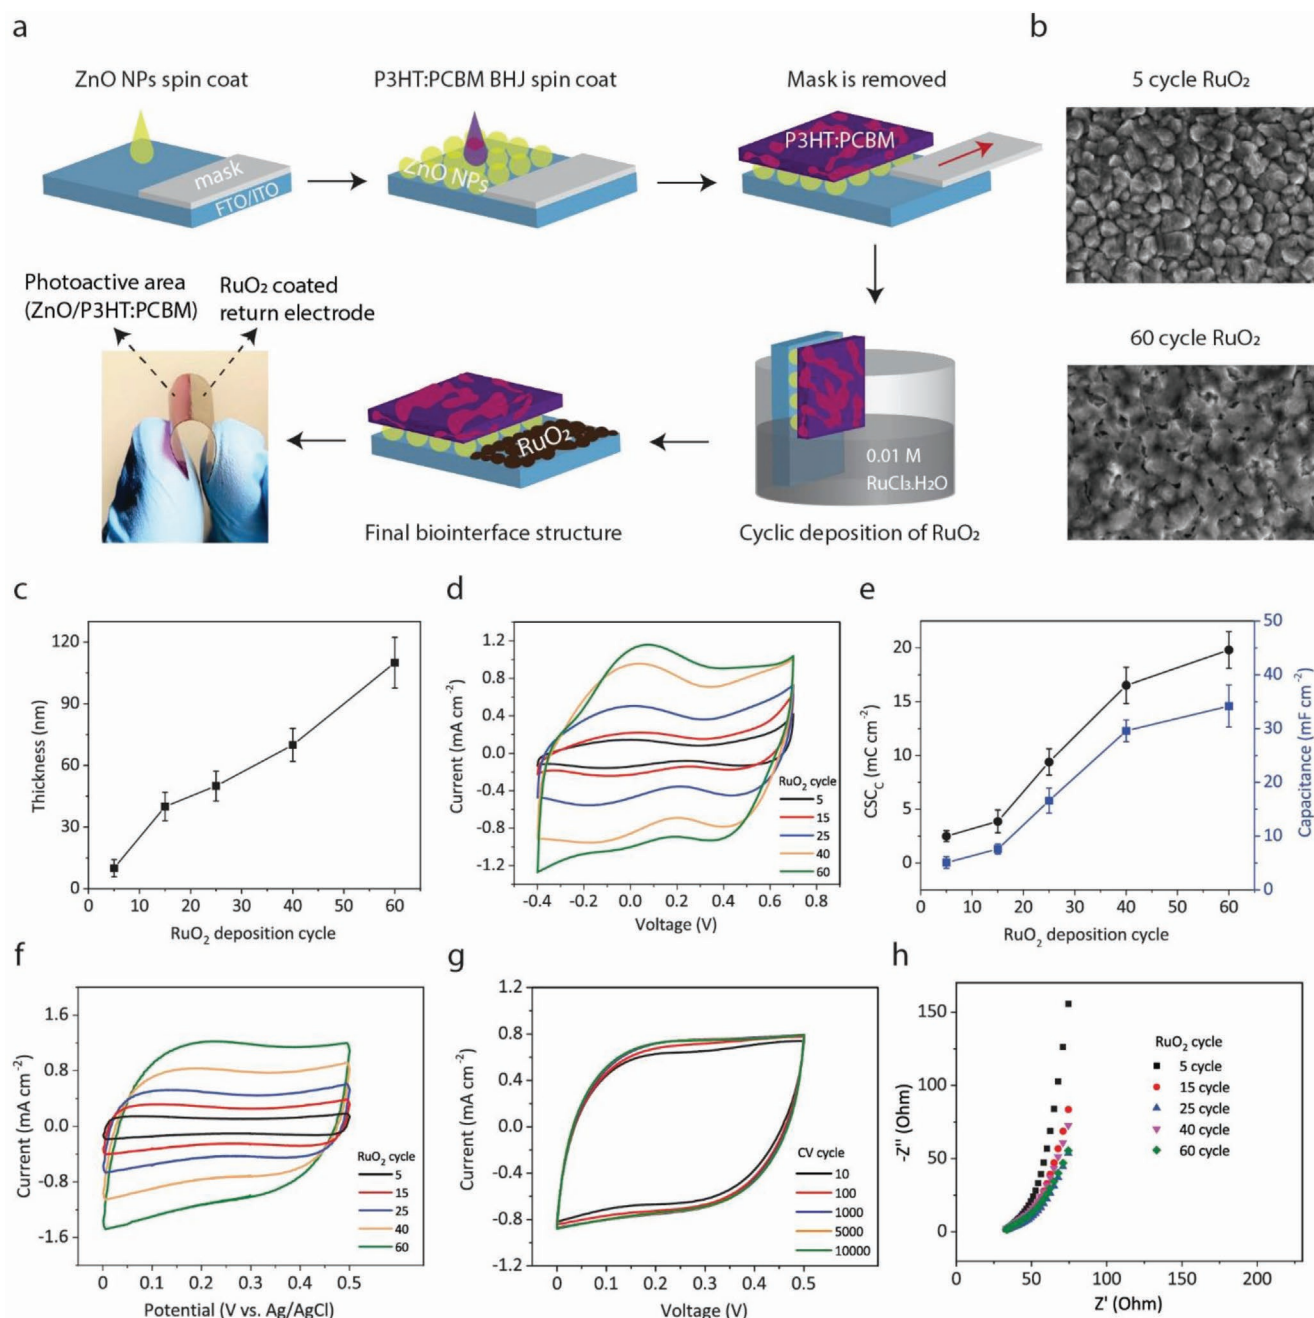 a
ZnO NPs spin coat
P3HT:PCBM BHJ spin coat
Mask is removed
mask
FTO/ITO
ZnO NPs
P3HT:PCBM
Photoactive area
(ZnO/P3HT:PCBM)
RuO₂ coated
return electrode
RuO₂
Final biointerface structure
0.01 M
RuCl₃.H₂O
Cyclic deposition of RuO₂
b
5 cycle RuO₂
60 cycle RuO₂
c
Thickness (nm)
120
90
60
30
0
0 10 20 30 40 50 60
RuO₂ deposition cycle
d
Current (mA cm⁻²)
1.2
0.8
0.4
0.0
-0.4
-0.8
-1.2
-0.4 -0.2 0.0 0.2 0.4 0.6 0.8
Voltage (V)
RuO₂ cycle
5
15
25
40
60
e
CSC_C (mC cm⁻²)
20
15
10
5
0
0 10 20 30 40 50 60
RuO₂ deposition cycle
50
40
30
20
10
0
Capacitance (mF cm⁻²)
f
Current (mA cm⁻²)
1.6
0.8
0.0
-0.8
-1.6
0 0.1 0.2 0.3 0.4 0.5
Potential (V vs. Ag/AgCl)
RuO₂ cycle
5
15
25
40
60
g
Current (mA cm⁻²)
1.2
0.8
0.4
0.0
-0.4
-0.8
-1.2
0 0.1 0.2 0.3 0.4 0.5
Voltage (V)
CV cycle
10
100
1000
5000
10000
h
-Z'' (Ohm)
150
100
50
0
0 50 100 150 200
Z' (Ohm)
RuO₂ cycle
5 cycle
15 cycle
25 cycle
40 cycle
60 cycle